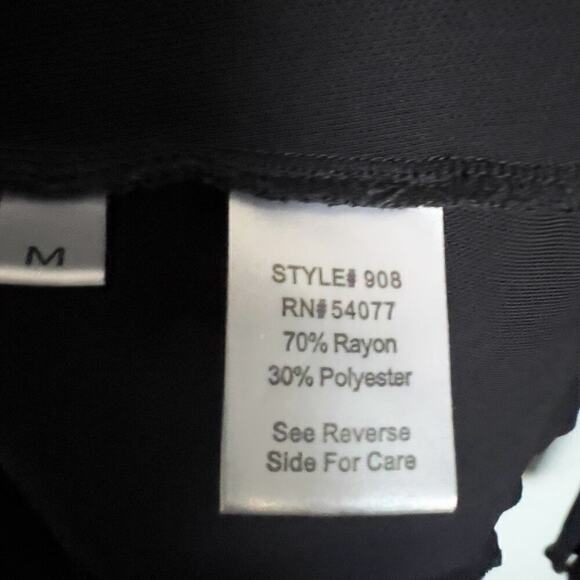 M
STYLE# 908
RN# 54077
70% Rayon
30% Polyester
See Reverse
Side For Care